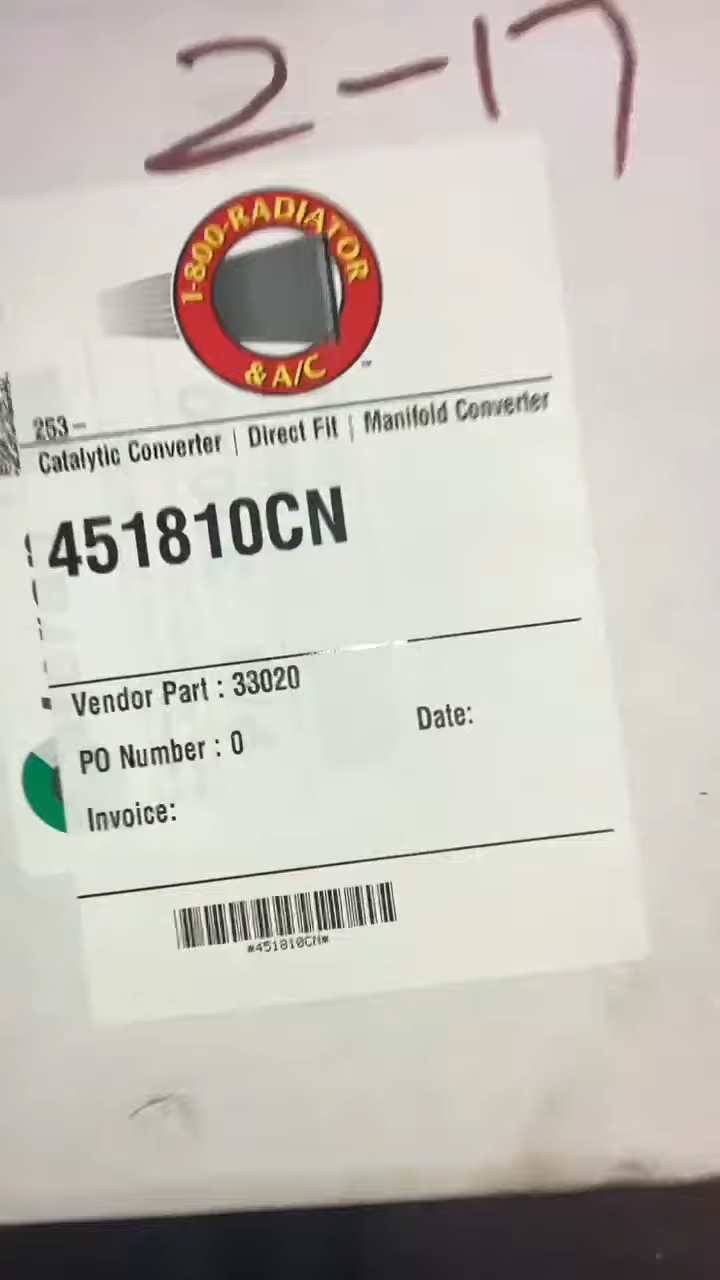 2-17
1-800-RADIATOR
& A/C
™
253-
Catalytic Converter | Direct Fit | Manifold Converter
451810CN
Vendor Part : 33020
PO Number : 0
Date:
Invoice:
*451810CN*